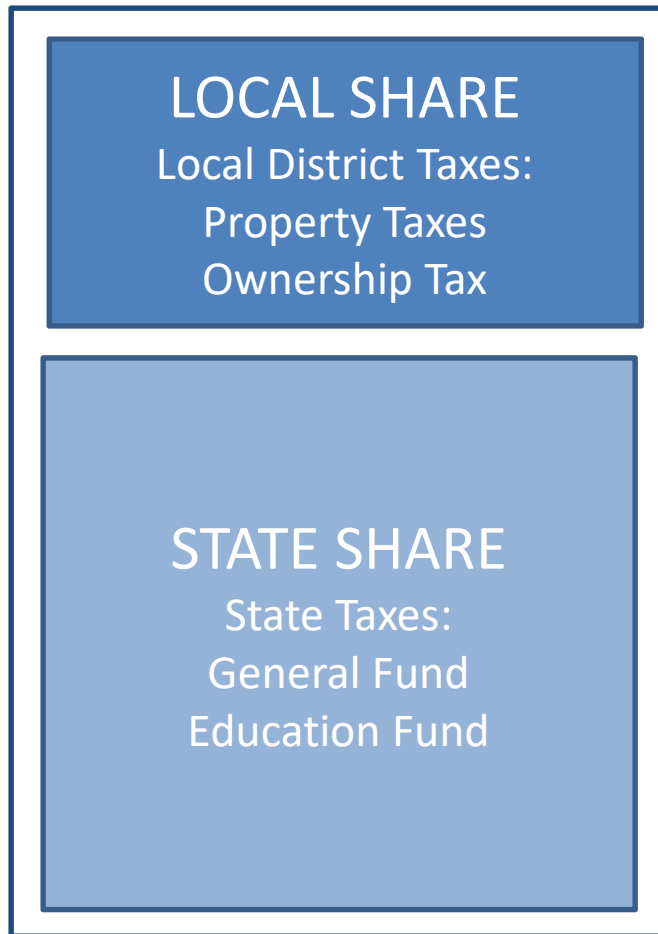 LOCAL SHARE
Local District Taxes:
Property Taxes
Ownership Tax
STATE SHARE
State Taxes:
General Fund
Education Fund